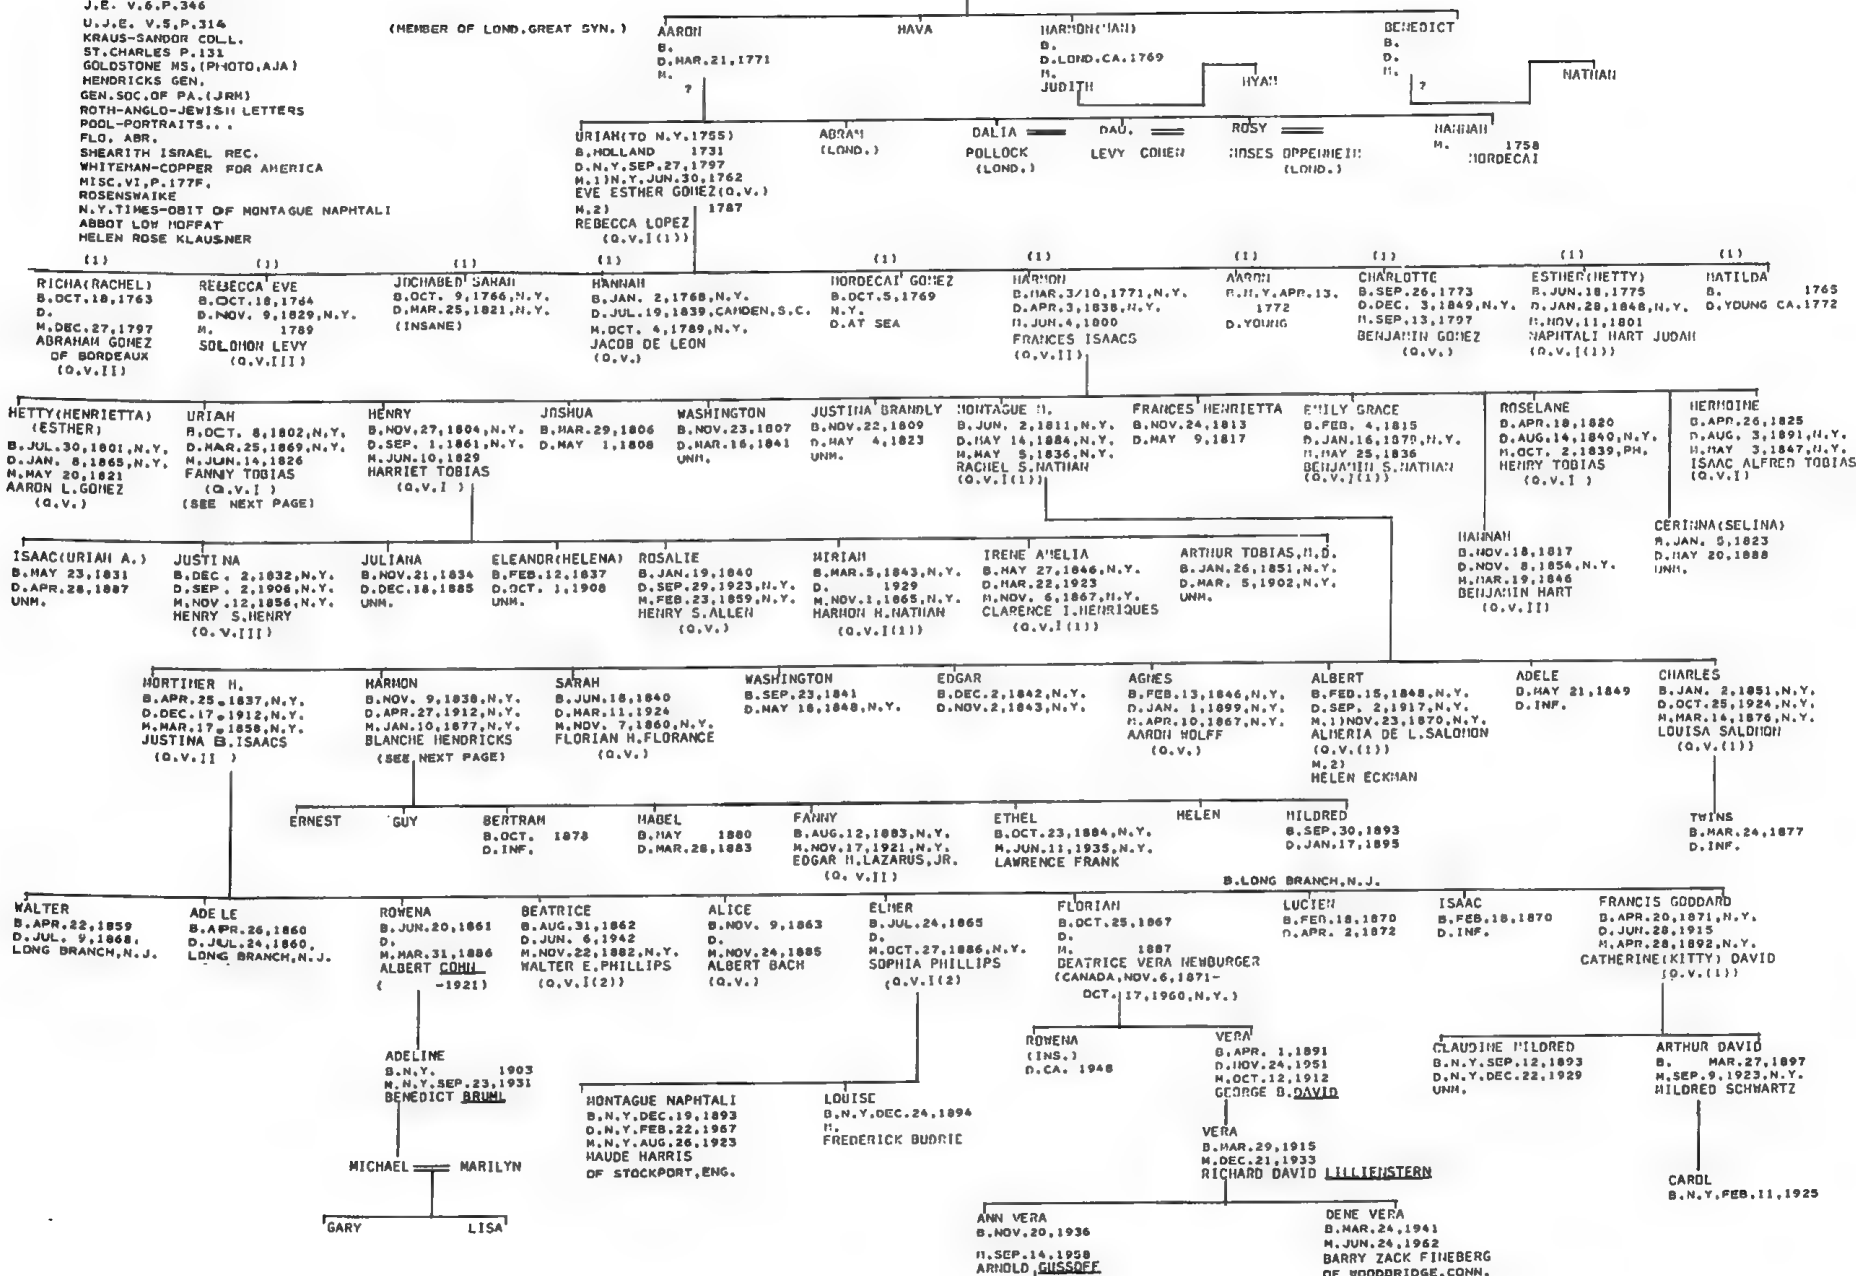 J.E. V.6.P.346
U.J.E. V.5.P.314
KRAUS-SANDOR COLL.
ST.CHARLES P.131
GOLDSTONE MS.(PHOTO,AJA)
HENDRICKS GEN.
GEN.SOC.OF PA.(JRM)
ROTH-ANGLO-JEWISH LETTERS
POOL-PORTRAITS...
FLO. ABR.
SHEARITH ISRAEL REC.
WHITEMAN-COPPER FOR AMERICA
MISC.VI,P.177F.
ROSENSWAIKE
N.Y.TIMES-OBIT OF MONTAGUE NAPHTALI
ABBOT LOW MOFFAT
HELEN ROSE KLAUSNER
(MEMBER OF LOND.GREAT SYN.)
AARON
B.
D.MAR.21,1771
M.
?
HAVA
HARMON(MAN)
B.
D.LOND.CA.1769
M.
JUDITH
HYAM
BENEDICT
B.
D.
M.
?
NATHAN
URIAH(TO N.Y.1755)
B.HOLLAND 1731
D.N.Y.SEP.27,1797
M.1)N.Y.JUN.30,1762
EVE ESTHER GOMEZ(Q.V.)
M.2) 1787
REBECCA LOPEZ
(Q.V.I(1))
ABRAM
(LOND.)
DALIA
POLLOCK
(LOND.)
DAU.
LEVY COHEN
ROSY
MOSES OPPENHEIM
(LOND.)
HANNAH
M. 1758
MORDECAI
(1)
RICHA(RACHEL)
B.OCT.18,1763
D.
M.DEC.27,1797
ABRAHAM GOMEZ
OF BORDEAUX
(Q.V.II)
(1)
REBECCA EVE
B.OCT.18,1764
D.NOV. 9,1829,N.Y.
M. 1789
SOLOMON LEVY
(Q.V.III)
(1)
JOCHABED SARAH
B.OCT. 9,1766,N.Y.
D.MAR.25,1821,N.Y.
(INSANE)
(1)
HANNAH
B.JAN. 2,1768,N.Y.
D.JUL.19,1839,CAMDEN,S.C.
M.OCT. 4,1789,N.Y.
JACOB DE LEON
(Q.V.)
(1)
MORDECAI GOMEZ
B.OCT.5,1769
N.Y.
D.AT SEA
(1)
HARMON
B.MAR.3/10,1771,N.Y.
D.APR.3,1838,N.Y.
M.JUN.4,1800
FRANCES ISAACS
(Q.V.II)
(1)
AARON
B.N.Y.APR.13,
1772
D.YOUNG
(1)
CHARLOTTE
B.SEP.26,1773
D.DEC. 3,1849,N.Y.
M.SEP.13,1797
BENJAMIN GOMEZ
(Q.V.)
(1)
ESTHER(HETTY)
B.JUN.18,1775
D.JAN.28,1848,N.Y.
M.NOV.11,1801
NAPHTALI HART JUDAH
(Q.V.I(1))
(1)
MATILDA
B. 1765
D.YOUNG CA.1772
HETTY(HENRIETTA)
(ESTHER)
B.JUL.30,1801,N.Y.
D.JAN. 8,1865,N.Y.
M.MAY 20,1821
AARON L.GOMEZ
(Q.V.)
URIAH
B.OCT. 8,1802,N.Y.
D.MAR.25,1869,N.Y.
M.JUN.14,1826
FANNY TOBIAS
(Q.V.I )
(SEE NEXT PAGE)
HENRY
B.NOV.27,1804,N.Y.
D.SEP. 1,1861,N.Y.
M.JUN.10,1829
HARRIET TOBIAS
(Q.V.I )
JOSHUA
B.MAR.29,1806
D.MAY 1,1808
WASHINGTON
B.NOV.23,1807
D.MAR.16,1841
UNM.
JUSTINA BRANDLY
B.NOV.22,1809
D.MAY 4,1823
UNM.
MONTAGUE M.
B.JUN. 2,1811,N.Y.
D.MAY 14,1884,N.Y.
M.MAY 5,1836,N.Y.
RACHEL S.NATHAN
(Q.V.I(1))
FRANCES HENRIETTA
B.NOV.24,1813
D.MAY 9,1817
EMILY GRACE
B.FEB. 4,1815
D.JAN.16,1879,N.Y.
M.MAY 25,1836
BENJAMIN S.NATHAN
(Q.V.I(1))
ROSELANE
B.APR.18,1820
D.AUG.14,1840,N.Y.
M.OCT. 2,1839,PH.
HENRY TOBIAS
(Q.V.I )
HERMOINE
B.APR.26,1825
D.AUG. 3,1891,N.Y.
M.MAY 3,1847,N.Y.
ISAAC ALFRED TOBIAS
(Q.V.I)
HANNAH
B.NOV.18,1817
D.NOV. 8,1854,N.Y.
M.MAR.19,1846
BENJAMIN HART
(Q.V.II)
CERINNA(SELINA)
B.JAN. 5,1823
D.MAY 20,1888
UNM.
ISAAC(URIAH A.)
B.MAY 23,1831
D.APR.28,1887
UNM.
JUSTINA
B.DEC. 2,1832,N.Y.
D.SEP. 2,1906,N.Y.
M.NOV.12,1856,N.Y.
HENRY S.HENRY
(Q.V.III)
JULIANA
B.NOV.21,1834
D.DEC.18,1885
UNM.
ELEANOR(HELENA)
B.FEB.12,1837
D.OCT. 1,1908
UNM.
ROSALIE
B.JAN.19,1840
D.SEP.29,1923,N.Y.
M.FEB.23,1859,N.Y.
HENRY S.ALLEN
(Q.V.)
MIRIAM
B.MAR.5,1843,N.Y.
D. 1929
M.NOV.1,1865,N.Y.
HARMON H.NATHAN
(Q.V.I(1))
IRENE AMELIA
B.MAY 27,1846,N.Y.
D.MAR.22,1923
M.NOV. 6,1867,N.Y.
CLARENCE I.HENRIQUES
(Q.V.I(1))
ARTHUR TOBIAS,M.D.
B.JAN.26,1851,N.Y.
D.MAR. 5,1902,N.Y.
UNM.
MORTIMER H.
B.APR.25,1837,N.Y.
D.DEC.17,1912,N.Y.
M.MAR.17,1858,N.Y.
JUSTINA B.ISAACS
(Q.V.II )
HARMON
B.NOV. 9,1838,N.Y.
D.APR.27,1912,N.Y.
M.JAN.10,1877,N.Y.
BLANCHE HENDRICKS
(SEE NEXT PAGE)
SARAH
B.JUN.18,1840
D.MAR.11,1924
M.NOV. 7,1860,N.Y.
FLORIAN H.FLORANCE
(Q.V.)
WASHINGTON
B.SEP.23,1841
D.MAY 18,1848,N.Y.
EDGAR
B.DEC.2,1842,N.Y.
D.NOV.2,1843,N.Y.
AGNES
B.FEB.13,1846,N.Y.
D.JAN. 1,1899,N.Y.
M.APR.10,1867,N.Y.
AARON WOLFF
(Q.V.)
ALBERT
B.FEB.15,1848,N.Y.
D.SEP. 2,1917,N.Y.
M.1)NOV.23,1870,N.Y.
ALMERIA DE L.SALOMON
(Q.V.(1))
M.2)
HELEN ECKMAN
ADELE
D.MAY 21,1849
D.INF.
CHARLES
B.JAN. 2,1851,N.Y.
D.OCT.25,1924,N.Y.
M.MAR.14,1876,N.Y.
LOUISA SALOMON
(Q.V.(1))
ERNEST
GUY
BERTRAM
B.OCT. 1878
D.INF.
MABEL
B.MAY 1880
D.MAR.28,1883
FANNY
B.AUG.12,1883,N.Y.
M.NOV.17,1921,N.Y.
EDGAR M.LAZARUS,JR.
(Q.V.II)
ETHEL
B.OCT.23,1884,N.Y.
M.JUN.11,1935,N.Y.
LAWRENCE FRANK
HELEN
MILDRED
B.SEP.30,1893
D.JAN.17,1895
TWINS
B.MAR.24,1877
D.INF.
B.LONG BRANCH,N.J.
WALTER
B.APR.22,1859
D.JUL. 9,1868,
LONG BRANCH,N.J.
ADELE
B.APR.26,1860
D.JUL.24,1860,
LONG BRANCH,N.J.
ROWENA
B.JUN.20,1861
D.
M.MAR.31,1886
ALBERT COHN
( -1921)
BEATRICE
B.AUG.31,1862
D.JUN. 6,1942
M.NOV.22,1882,N.Y.
WALTER E.PHILLIPS
(Q.V.I(2))
ALICE
B.NOV. 9,1863
D.
M.NOV.24,1885
ALBERT BACH
(Q.V.)
ELMER
B.JUL.24,1865
D.
M.OCT.27,1886,N.Y.
SOPHIA PHILLIPS
(Q.V.I(2)
FLORIAN
B.OCT.25,1867
D.
M. 1887
BEATRICE VERA NEWBURGER
(CANADA,NOV.6,1871-
OCT.17,1960,N.Y.)
LUCIEN
B.FEB.18,1870
D.APR. 2,1872
ISAAC
B.FEB.18,1870
D.INF.
FRANCIS GODDARD
B.APR.20,1871,N.Y.
D.JUN.28,1915
M.APR.28,1892,N.Y.
CATHERINE(KITTY) DAVID
(Q.V.(1))
ADELINE
B.N.Y. 1903
M.N.Y.SEP.23,1931
BENEDICT BRUML
MICHAEL
MARILYN
GARY
LISA
MONTAGUE NAPHTALI
B.N.Y.DEC.19,1893
D.N.Y.FEB.22,1967
M.N.Y.AUG.26,1923
MAUDE HARRIS
OF STOCKPORT,ENG.
LOUISE
B.N.Y.DEC.24,1894
M.
FREDERICK BUDRIE
ROWENA
(INS.)
D.CA. 1948
VERA
B.APR. 1,1891
D.NOV.24,1951
M.OCT.12,1912
GEORGE B.DAVID
VERA
B.MAR.29,1915
M.DEC.21,1933
RICHARD DAVID LILLIENSTERN
ANN VERA
B.NOV.20,1936
M.SEP.14,1958
ARNOLD GUSSOFF
DENE VERA
B.MAR.24,1941
M.JUN.24,1962
BARRY ZACK FINEBERG
OF WOODBRIDGE,CONN.
CLAUDINE MILDRED
B.N.Y.SEP.12,1893
D.N.Y.DEC.22,1929
UNM.
ARTHUR DAVID
B. MAR.27,1897
M.SEP.9,1923,N.Y.
MILDRED SCHWARTZ
CAROL
B.N.Y.FEB.11,1925